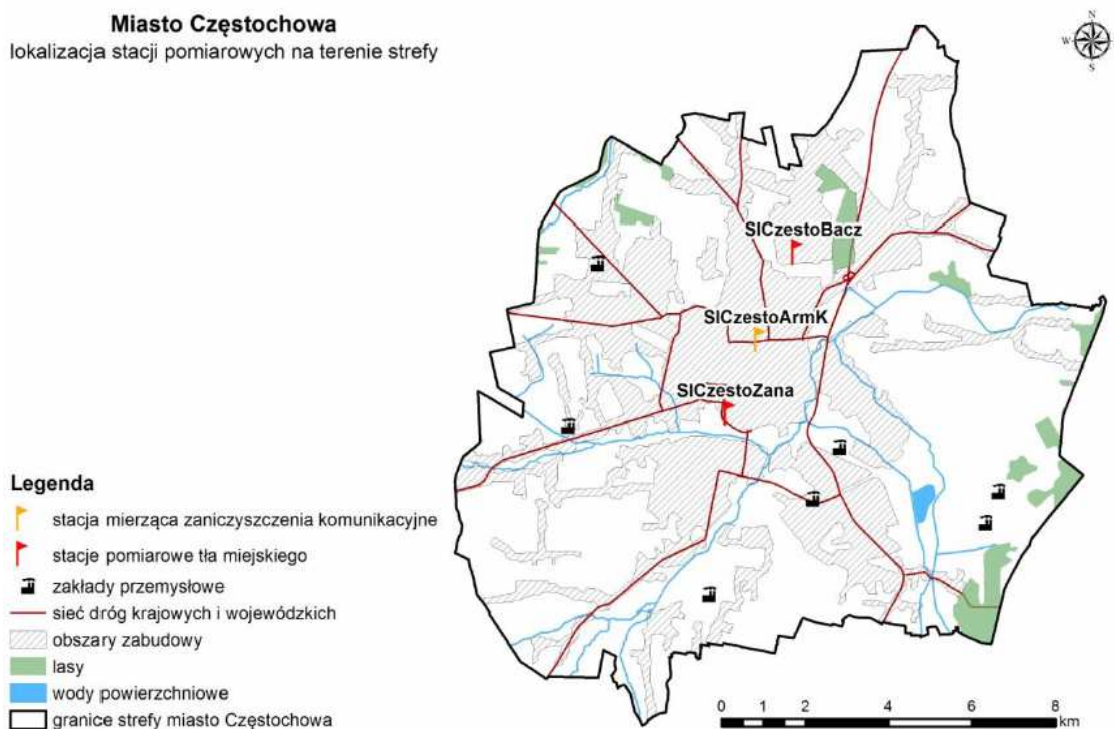 Miasto Częstochowa
lokalizacja stacji pomiarowych na terenie strefy
N
W
S
SlCzestoBacz
SlCzestoArmK
SlCzestoZana
Legenda
stacja mierząca zaniczyszczenia komunikacyjne
stacje pomiarowe tła miejskiego
zakłady przemysłowe
sieć dróg krajowych i wojewódzkich
obszary zabudowy
lasy
wody powierzchniowe
granice strefy miasto Częstochowa
0 1 2 4 6 8
km